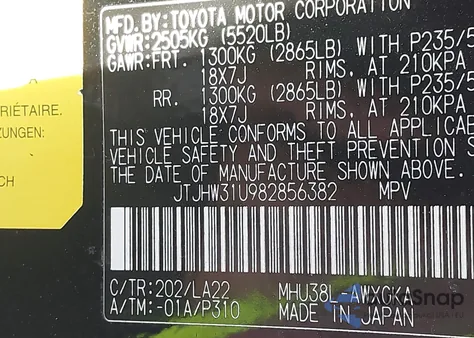 MFD. BY: TOYOTA MOTOR CORPORATION
GVWR: 2505KG (5520LB)
GAWR: FRT. 1300KG (2865LB) WITH P235/5
18X7J RIMS, AT 210KPA
RR. 1300KG (2865LB) WITH P235/5
18X7J RIMS, AT 210KPA
THIS VEHICLE CONFORMS TO ALL APPLICAB
VEHICLE SAFETY AND THEFT PREVENTION S
THE DATE OF MANUFACTURE SHOWN ABOVE.
JTJHW31U982856382 MPV
C/TR: 202/LA22 MHU38L-AWXGKA
A/TM: -01A/P310 MADE IN JAPAN
RIÉTAIRE.
ZUNGEN:
CH